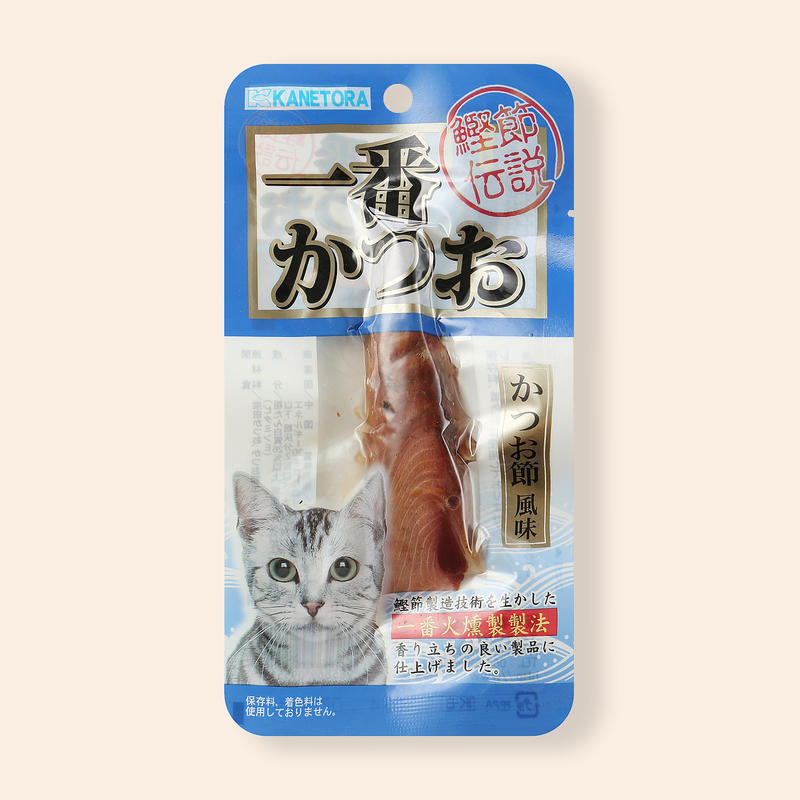 KANETORA
鰹節
伝説
一番
かつお
かつお節 風味
鰹節製造技術を生かした
一番火燻製製法
香り立ちの良い製品に
仕上げました。
保存料、着色料は
使用しておりません。